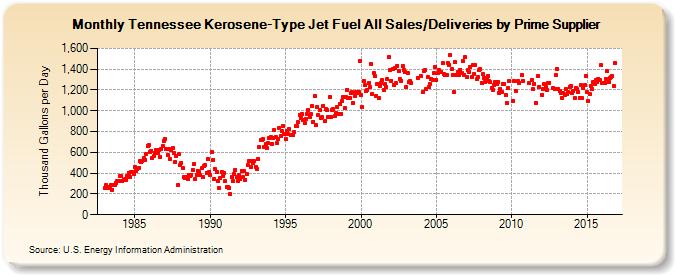 Monthly Tennessee Kerosene-Type Jet Fuel All Sales/Deliveries by Prime Supplier
Thousand Gallons per Day
1,600
1,400
1,200
1,000
800
600
400
200
0
1985 1990 1995 2000 2005 2010 2015
Source: U.S. Energy Information Administration